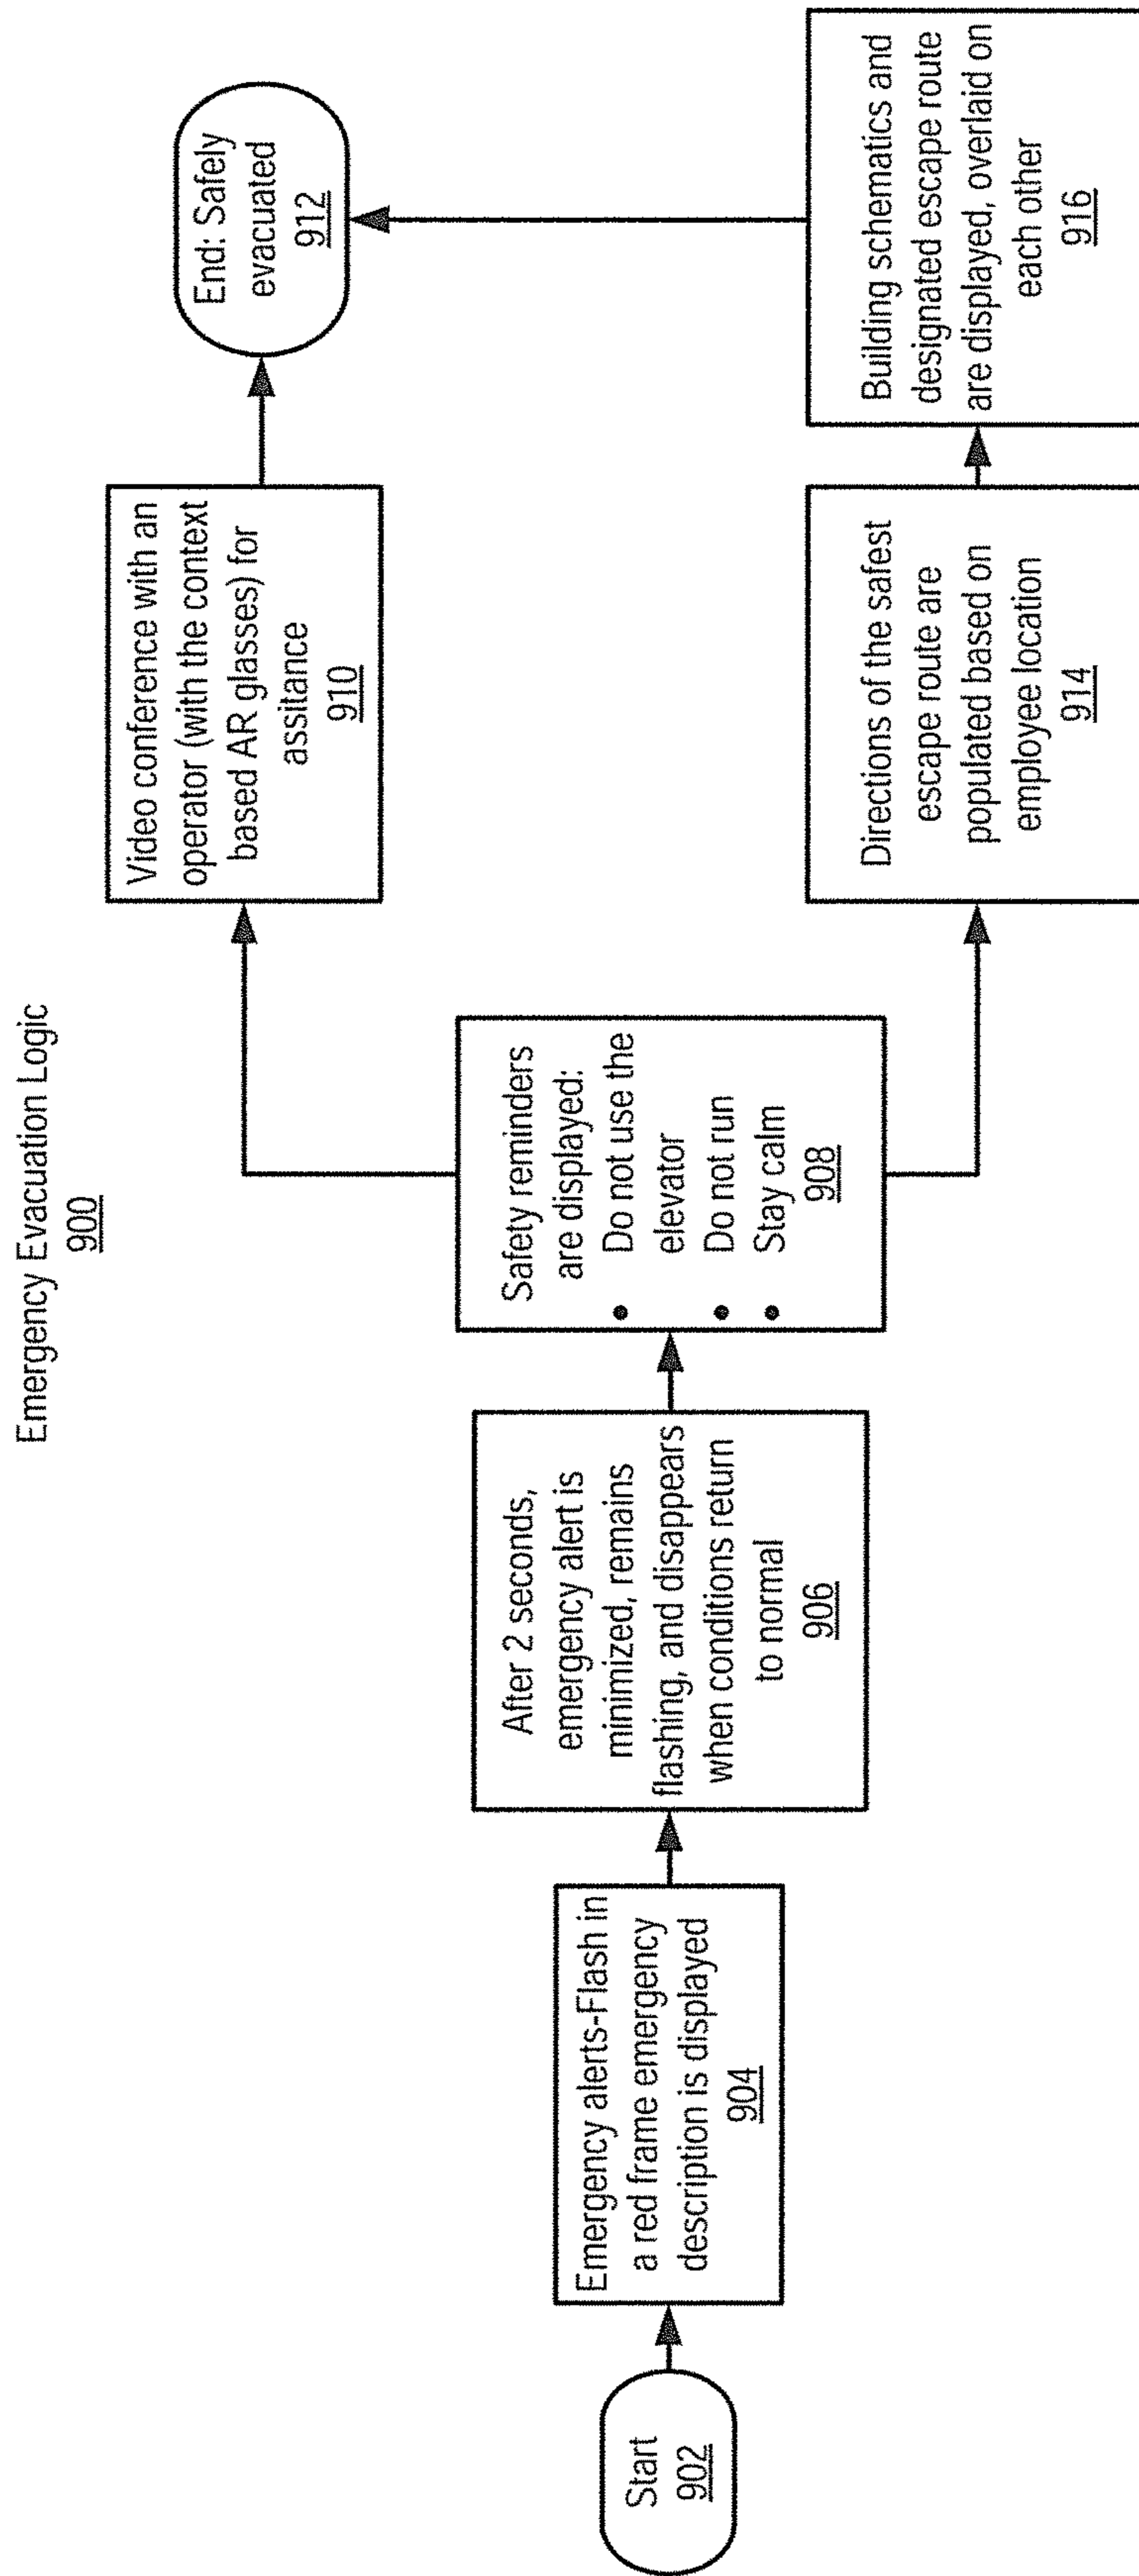 Emergency Evacuation Logic
900
Start
902
Emergency alerts-Flash in
a red frame emergency
description is displayed
904
After 2 seconds,
emergency alert is
minimized, remains
flashing, and disappears
when conditions return
to normal
906
Safety reminders
are displayed:
• Do not use the
elevator
• Do not run
• Stay calm
908
Video conference with an
operator (with the context
based AR glasses) for
assitance
910
End: Safely
evacuated
912
Directions of the safest
escape route are
populated based on
employee location
914
Building schematics and
designated escape route
are displayed, overlaid on
each other
916